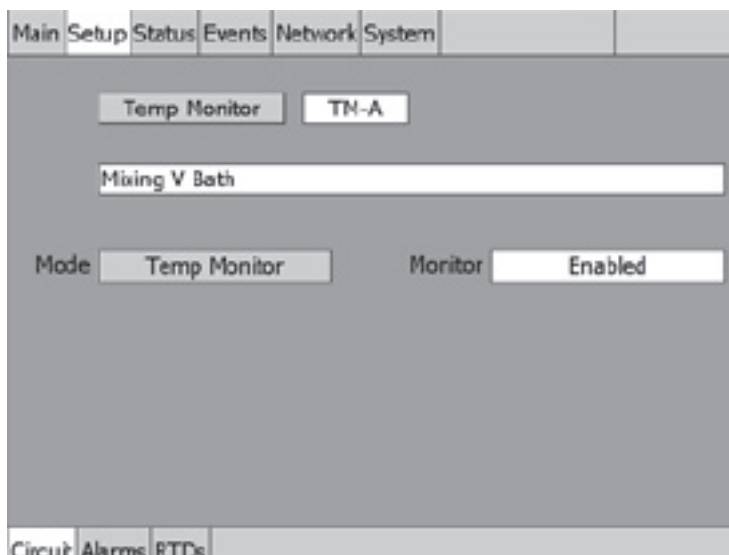 Main Setup Status Events Network System
Temp Monitor TM-A
Mixing V Bath
Mode Temp Monitor Monitor Enabled
Circuit Alarms RTDs